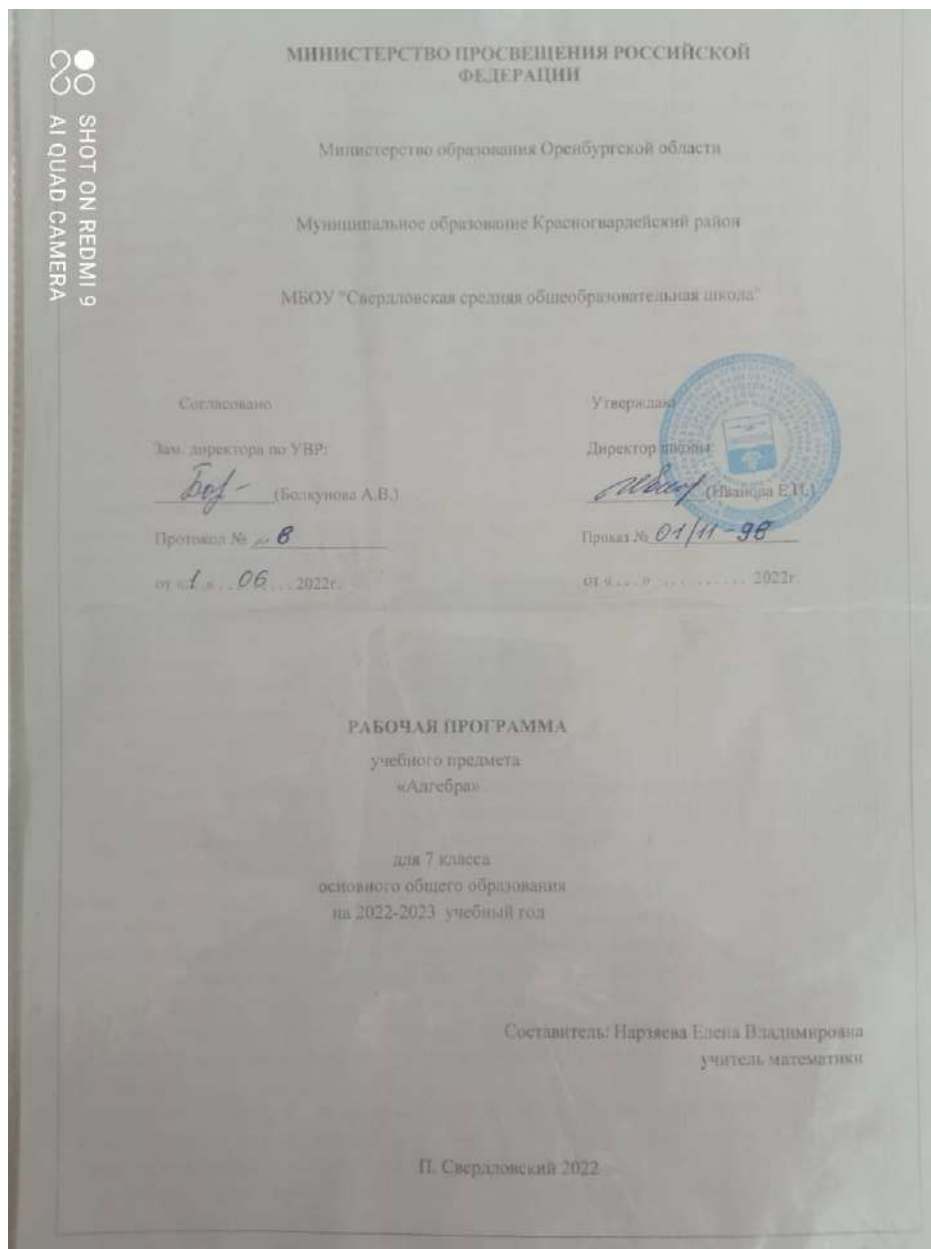 МИНИСТЕРСТВО ПРОСВЕЩЕНИЯ РОССИЙСКОЙ
ФЕДЕРАЦИИ
Министерство образования Оренбургской области
Муниципальное образование Красногвардейский район
МБОУ "Свердловская средняя общеобразовательная школа"
Согласовано
Зам. директора по УВР:
(Болкунова А.В.)
Протокол № 8
от «1» . . 06 . . . 2022г.
Утверждаю
Директор школы:
(Иванова Е.П.)
Приказ № 01/11-98
от « . . . . » . . . . . . . . . . . 2022г.
РАБОЧАЯ ПРОГРАММА
учебного предмета
«Алгебра»
для 7 класса
основного общего образования
на 2022-2023 учебный год
Составитель: Нарзяева Елена Владимировна
учитель математики
П. Свердловский 2022
SHOT ON REDMI 9
AI QUAD CAMERA